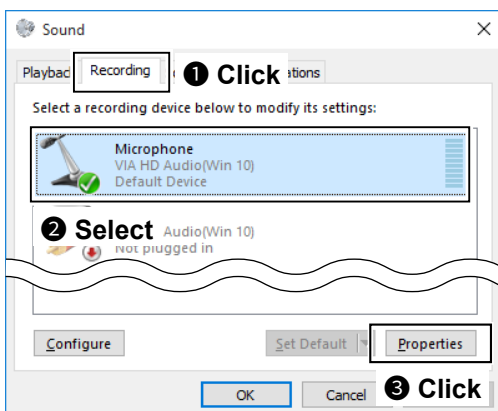 Sound
Playbac Recording ❶ Click ations
Select a recording device below to modify its settings:
Microphone
VIA HD Audio(Win 10)
Default Device
❷ Select Audio(Win 10)
Not plugged in
Configure Set Default Properties
OK Cancel ❸ Click